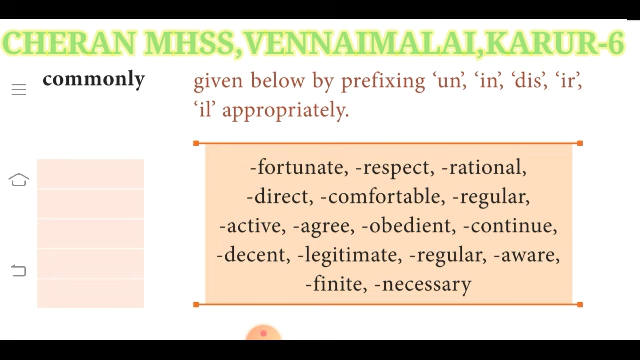 CHERAN MHSS,VENNAIMALAI,KARUR-6
commonly
given below by prefixing ‘un’, ‘in’, ‘dis’, ‘ir’,
‘il’ appropriately.
-fortunate, -respect, -rational,
-direct, -comfortable, -regular,
-active, -agree, -obedient, -continue,
-decent, -legitimate, -regular, -aware,
-finite, -necessary